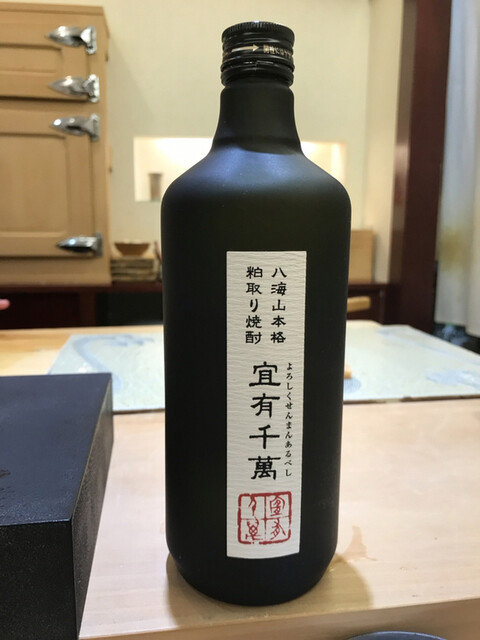 八海山本格
粕取り焼酎
よろしくせんまんあるべし
宜有千萬